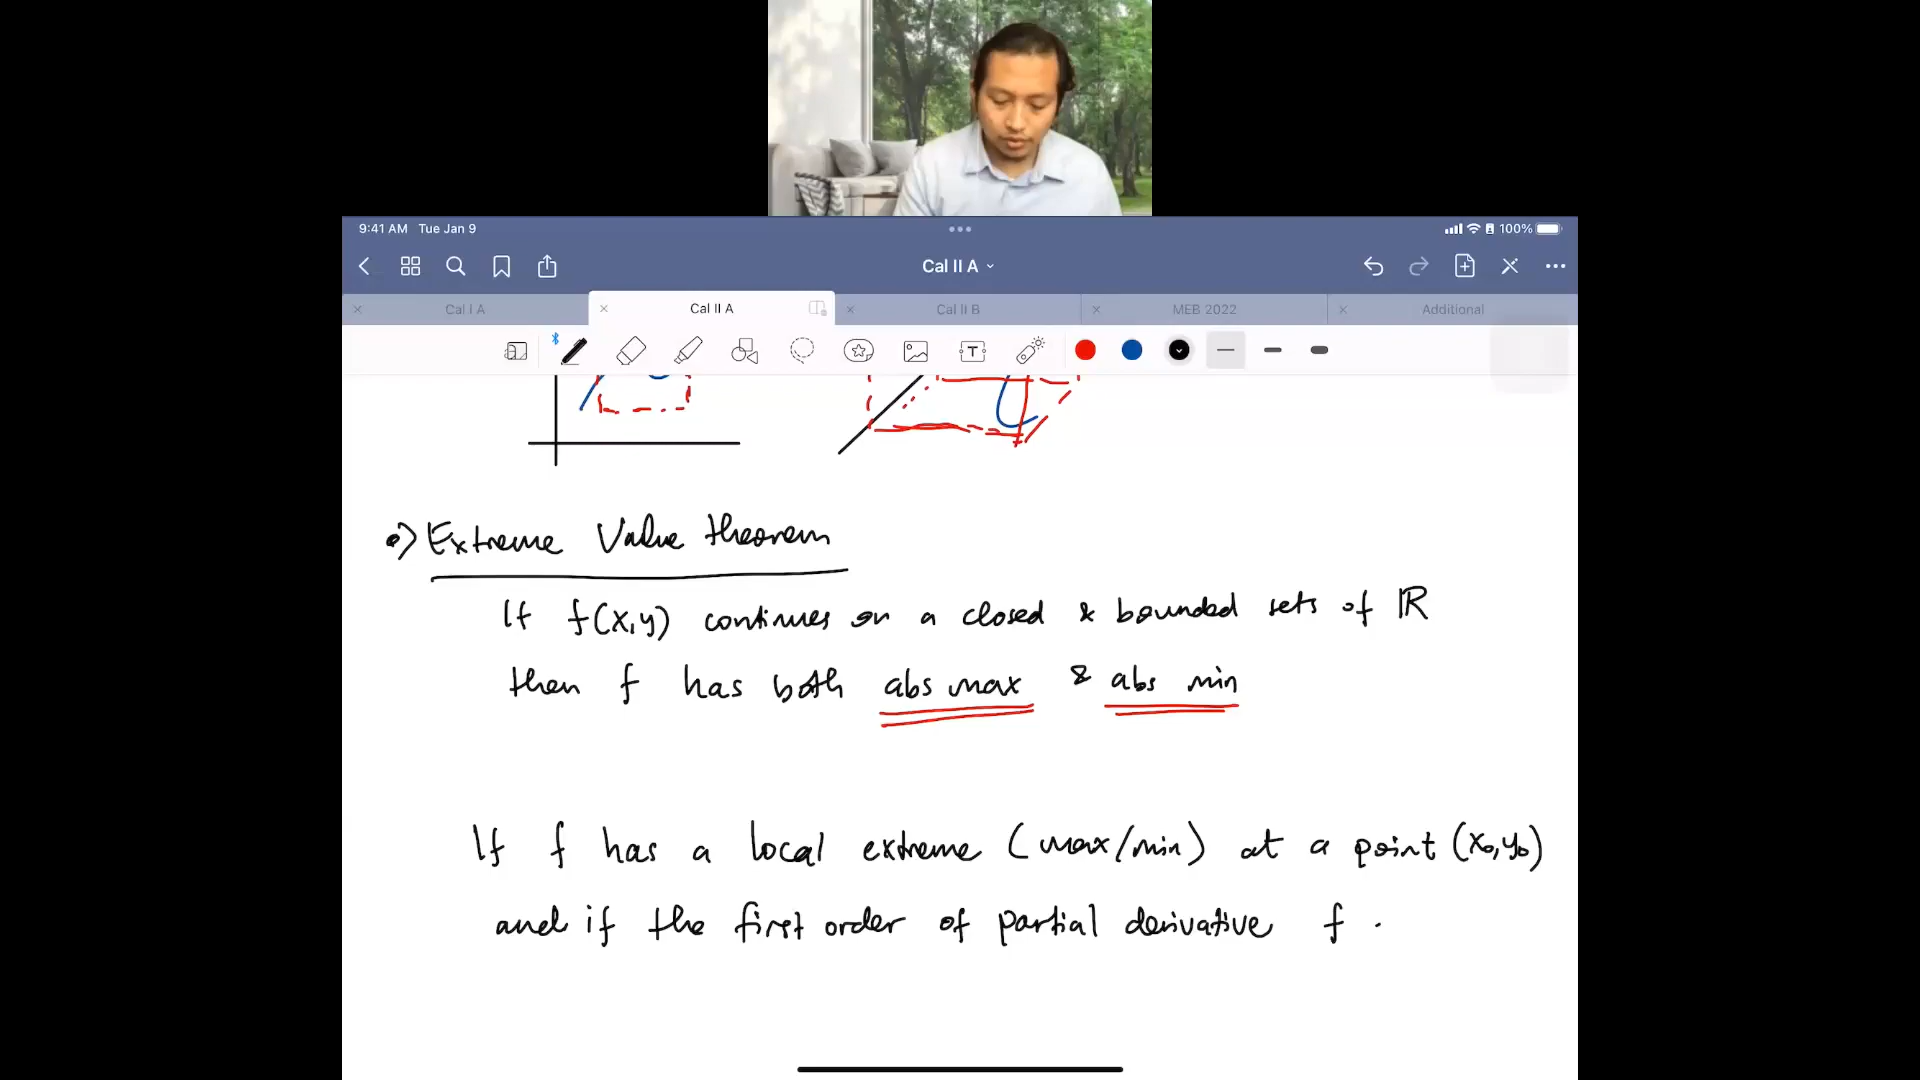 9:41 AM Tue Jan 9
100%
Cal II A
Cal I A
Cal II A
Cal II B
MEB 2022
Additional
T
•) Extreme Value theorem
If f(x,y) continues on a closed & bounded sets of ℝ
then f has both abs max & abs min
If f has a local extreme (max/min) at a point (x₀,y₀)
and if the first order of partial derivative f .